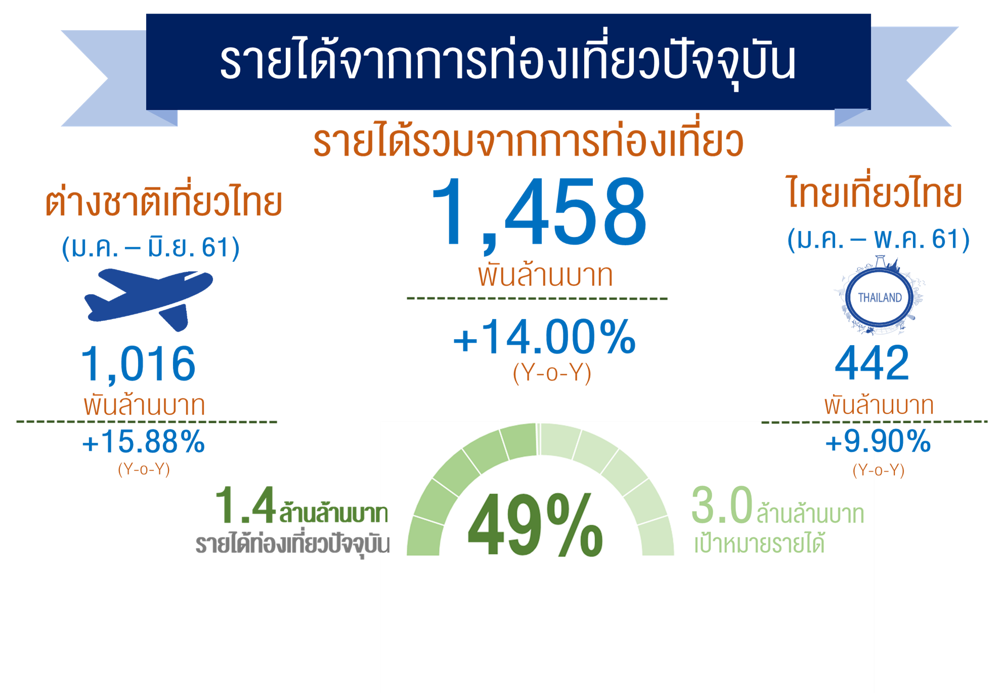 รายได้จากการท่องเที่ยวปัจจุบัน
รายได้รวมจากการท่องเที่ยว
1,458
พันล้านบาท
+14.00%
(Y-o-Y)
ต่างชาติเที่ยวไทย
(ม.ค. – มิ.ย. 61)
1,016
พันล้านบาท
+15.88%
(Y-o-Y)
ไทยเที่ยวไทย
(ม.ค. – พ.ค. 61)
THAILAND
442
พันล้านบาท
+9.90%
(Y-o-Y)
1.4 ล้านล้านบาท
รายได้ท่องเที่ยวปัจจุบัน
49%
3.0 ล้านล้านบาท
เป้าหมายรายได้